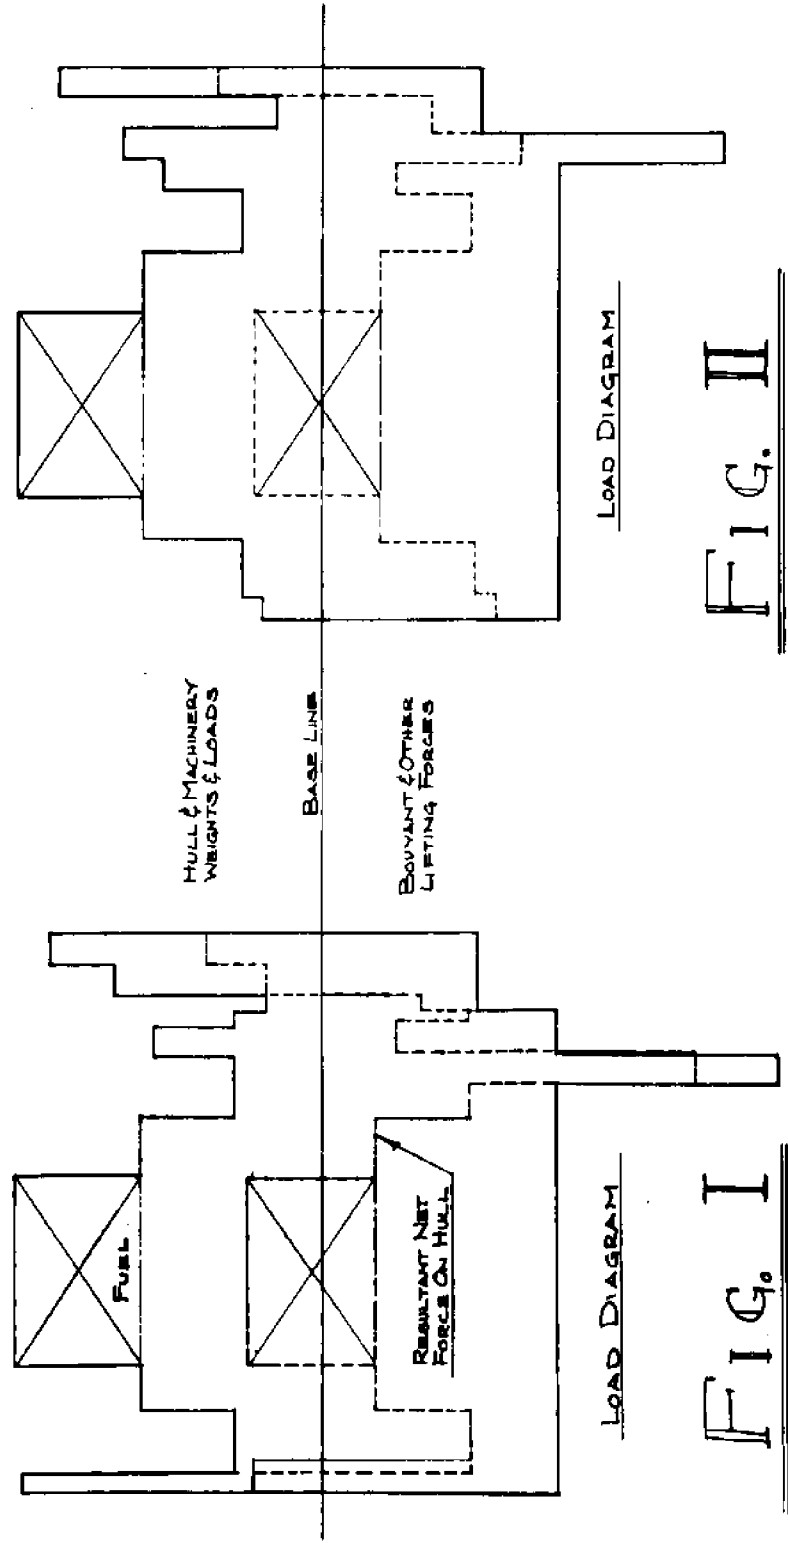 FUEL
RESULTANT NET
FORCE ON HULL
LOAD DIAGRAM
FIG. I
HULL & MACHINERY
WEIGHTS & LOADS
BASE LINE
BOUYANT & OTHER
LIFTING FORCES
LOAD DIAGRAM
FIG. II